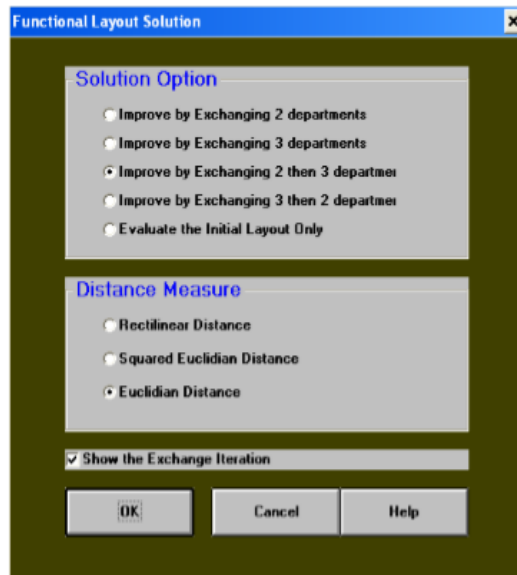 Functional Layout Solution
Solution Option
Improve by Exchanging 2 departments
Improve by Exchanging 3 departments
Improve by Exchanging 2 then 3 departmer
Improve by Exchanging 3 then 2 departmer
Evaluate the Initial Layout Only
Distance Measure
Rectilinear Distance
Squared Euclidian Distance
Euclidian Distance
Show the Exchange Iteration
OK Cancel Help